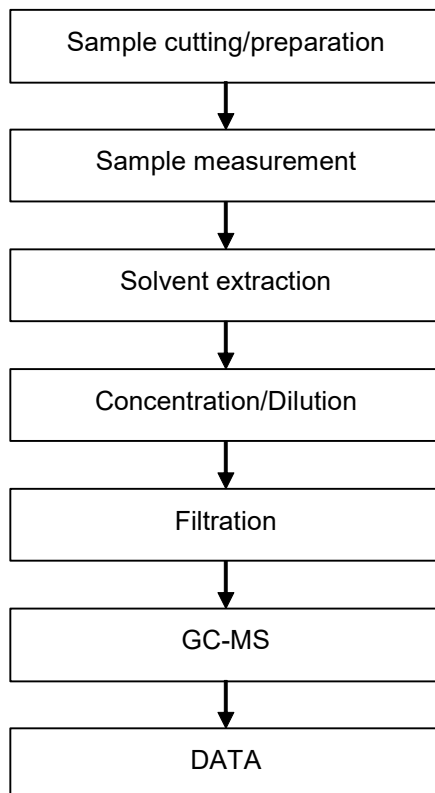 Sample cutting/preparation
Sample measurement
Solvent extraction
Concentration/Dilution
Filtration
GC-MS
DATA